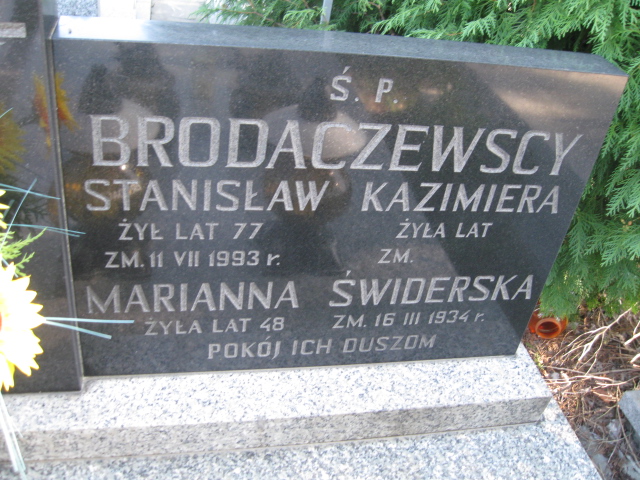 Ś. P.
BRODACZEWSCY
STANISŁAW KAZIMIERA
ŻYŁ LAT 77 ŻYŁA LAT
ZM. 11 VII 1993 r. ZM.
MARIANNA ŚWIDERSKA
ŻYŁA LAT 48 ZM. 16 III 1934 r.
POKÓJ ICH DUSZOM